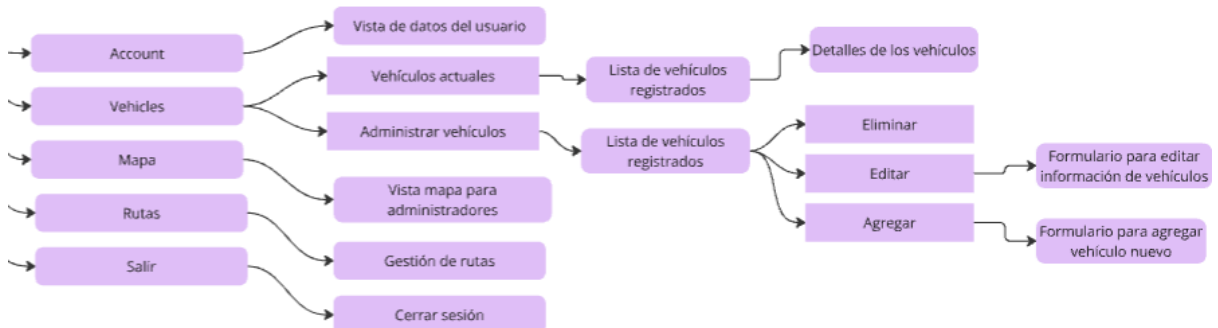 Account
Vista de datos del usuario
Vehicles
Vehículos actuales
Lista de vehículos
registrados
Detalles de los vehículos
Administrar vehículos
Lista de vehículos
registrados
Eliminar
Editar
Formulario para editar
información de vehículos
Agregar
Formulario para agregar
vehículo nuevo
Mapa
Vista mapa para
administradores
Rutas
Gestión de rutas
Salir
Cerrar sesión